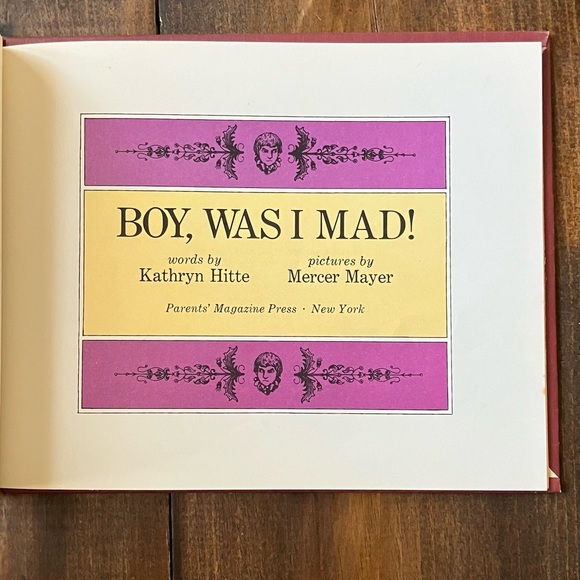 BOY, WAS I MAD!
words by
Kathryn Hitte
pictures by
Mercer Mayer
Parents' Magazine Press · New York